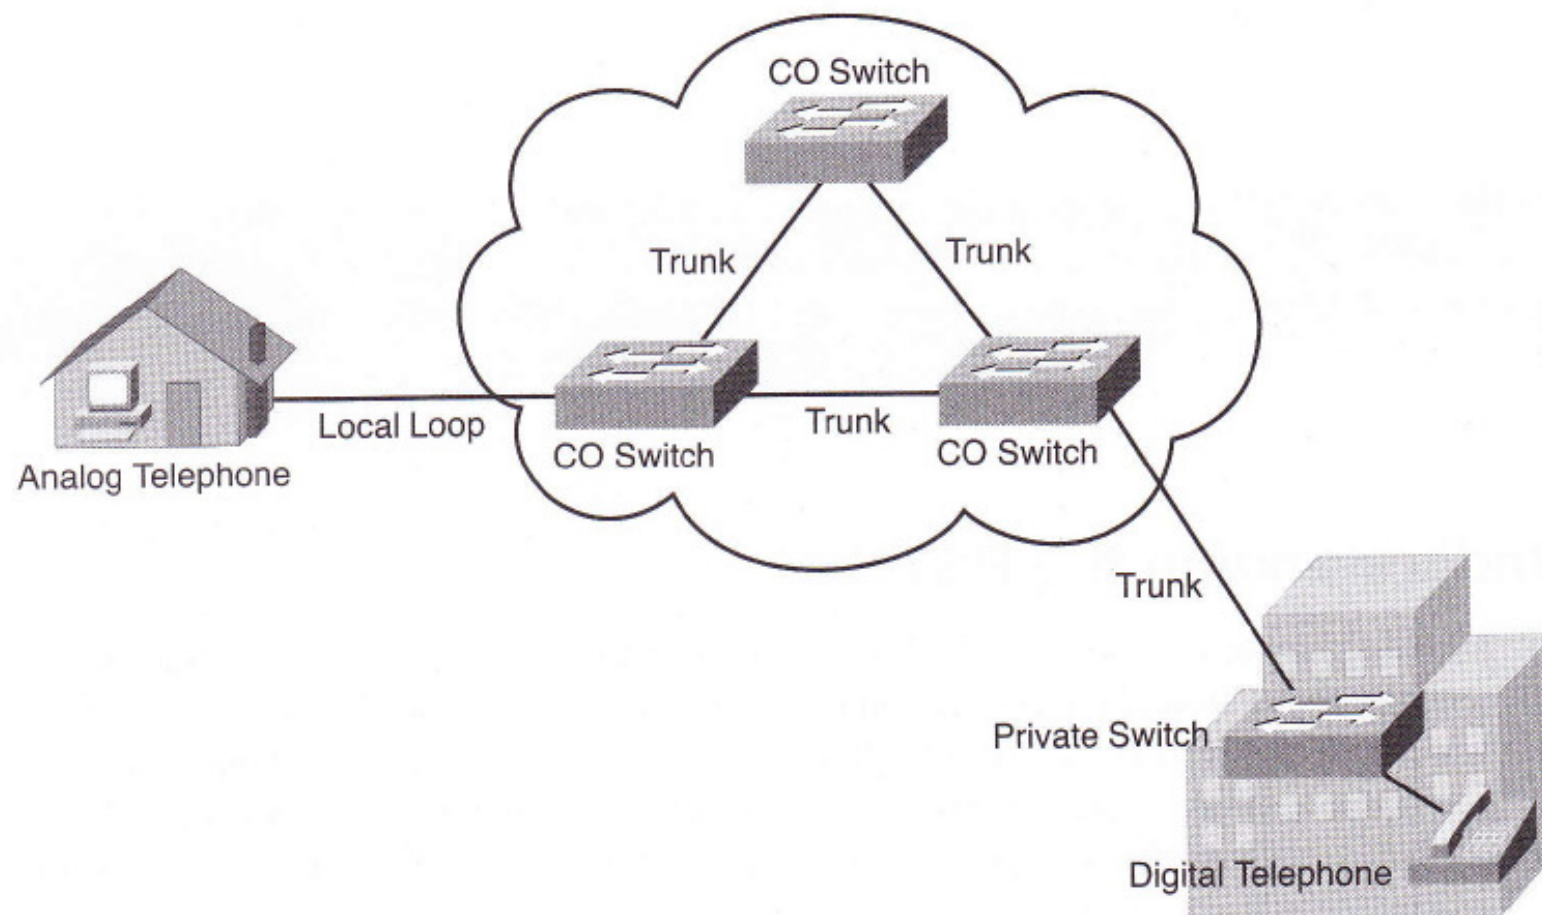 CO Switch
Trunk
Trunk
Local Loop
Trunk
CO Switch
CO Switch
Analog Telephone
Trunk
Private Switch
Digital Telephone